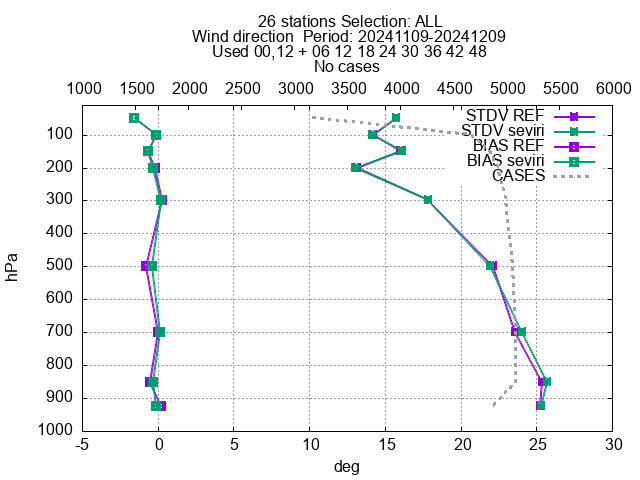 26 stations Selection: ALL
Wind direction  Period: 20241109-20241209
Used 00,12 + 06 12 18 24 30 36 42 48
No cases
1000 1500 2000 2500 3000 3500 4000 4500 5000 5500 6000
STDV REF
STDV seviri
BIAS REF
BIAS seviri
CASES
100
200
300
400
500
600
700
800
900
1000
hPa
-5 0 5 10 15 20 25 30
deg